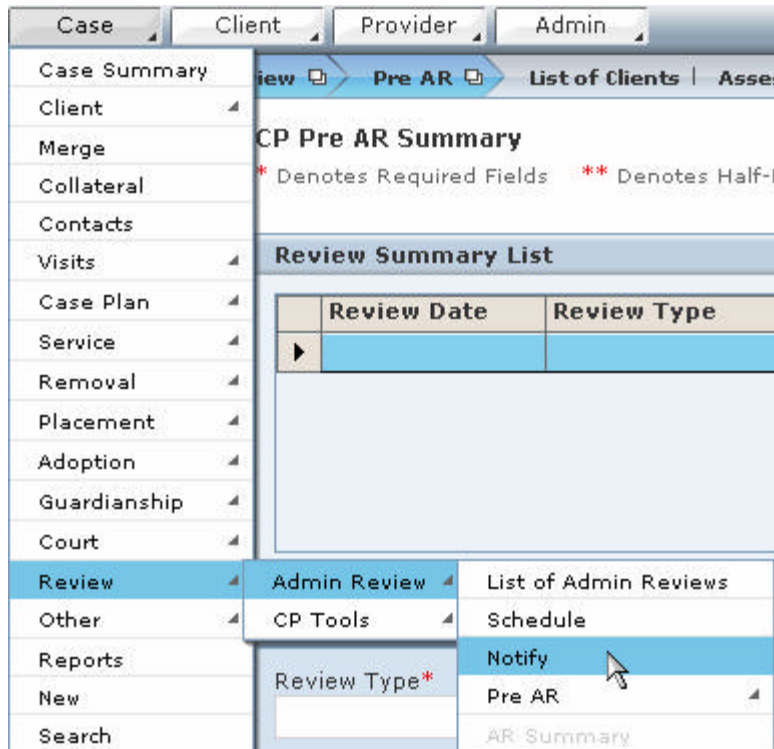 Case Client Provider Admin
Case Summary
iew Pre AR List of Clients | Asse
Client
CP Pre AR Summary
Merge
* Denotes Required Fields ** Denotes Half-
Collateral
Contacts
Visits
Review Summary List
Case Plan
Review Date Review Type
Service
Removal
Placement
Adoption
Guardianship
Court
Review Admin Review List of Admin Reviews
Other CP Tools Schedule
Reports Notify
Review Type*
New Pre AR
Search AR Summary